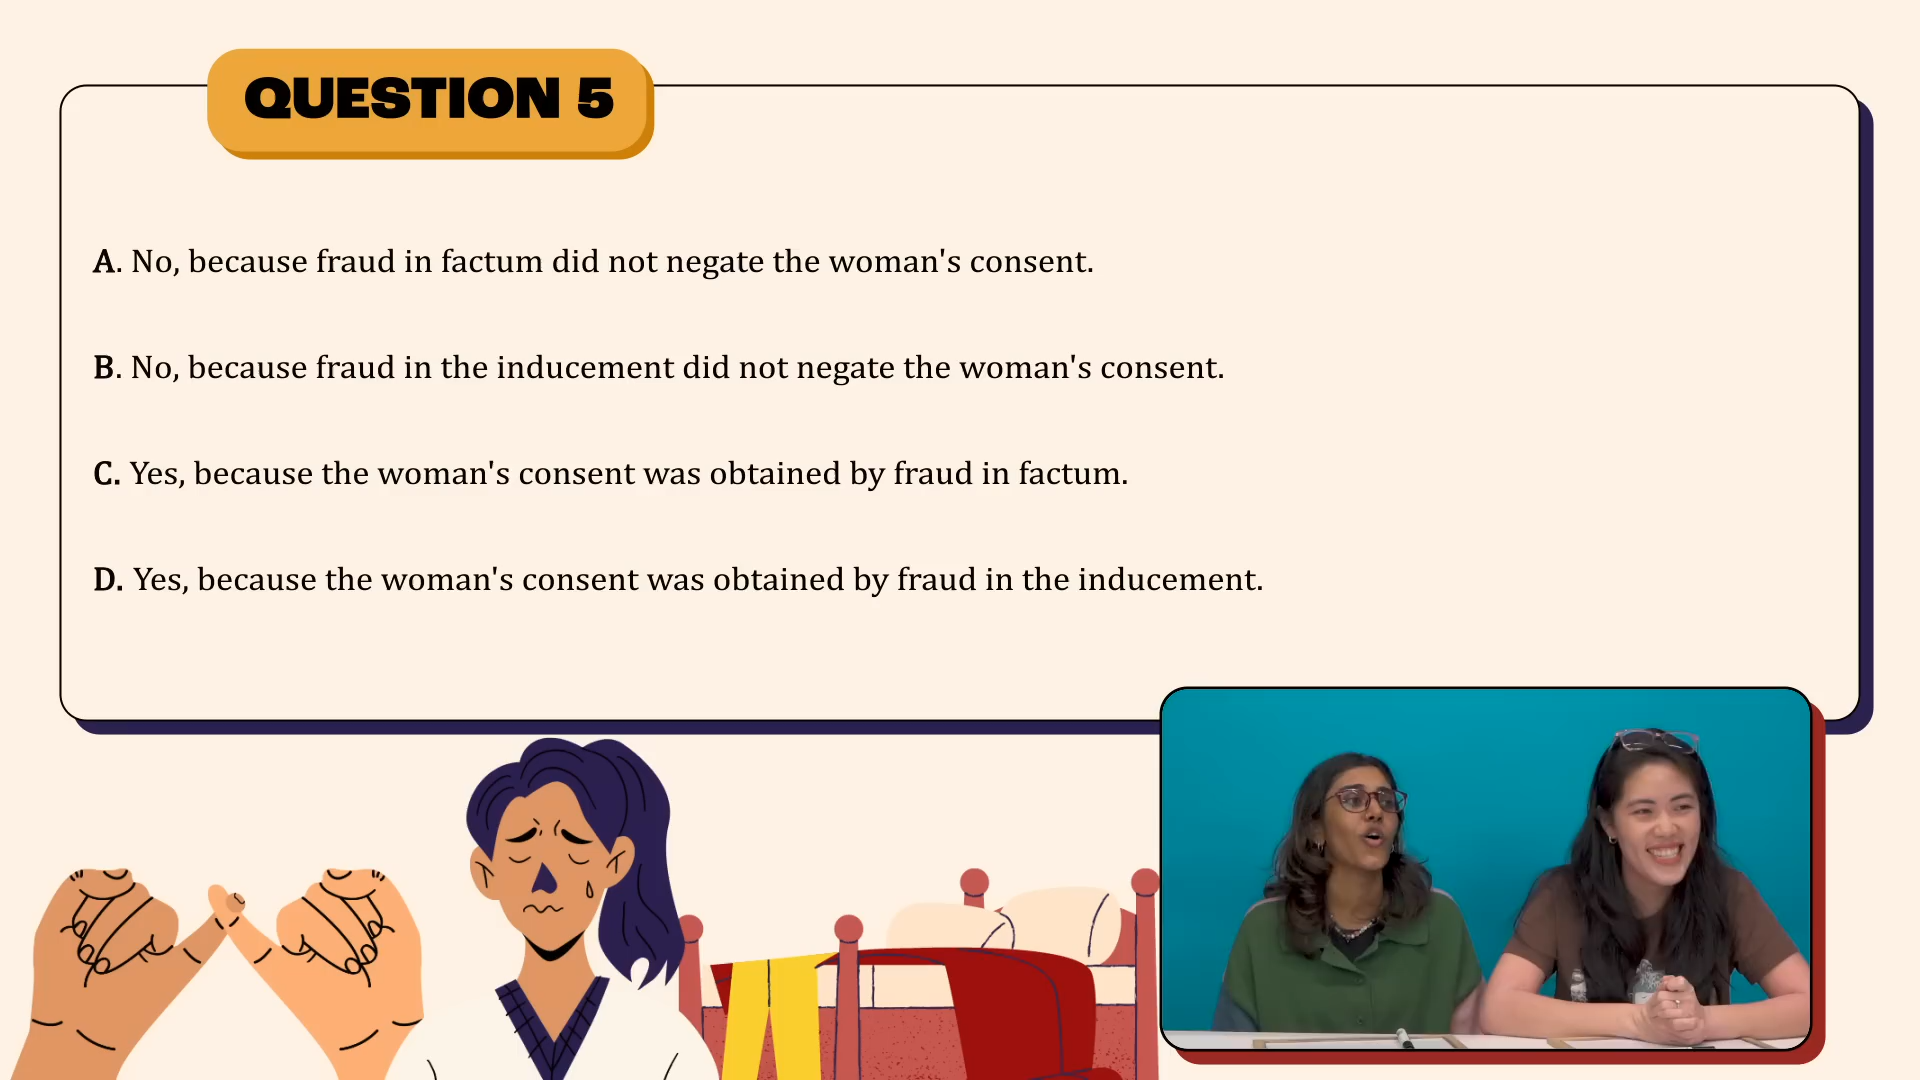 QUESTION 5
A. No, because fraud in factum did not negate the woman's consent.
B. No, because fraud in the inducement did not negate the woman's consent.
C. Yes, because the woman's consent was obtained by fraud in factum.
D. Yes, because the woman's consent was obtained by fraud in the inducement.